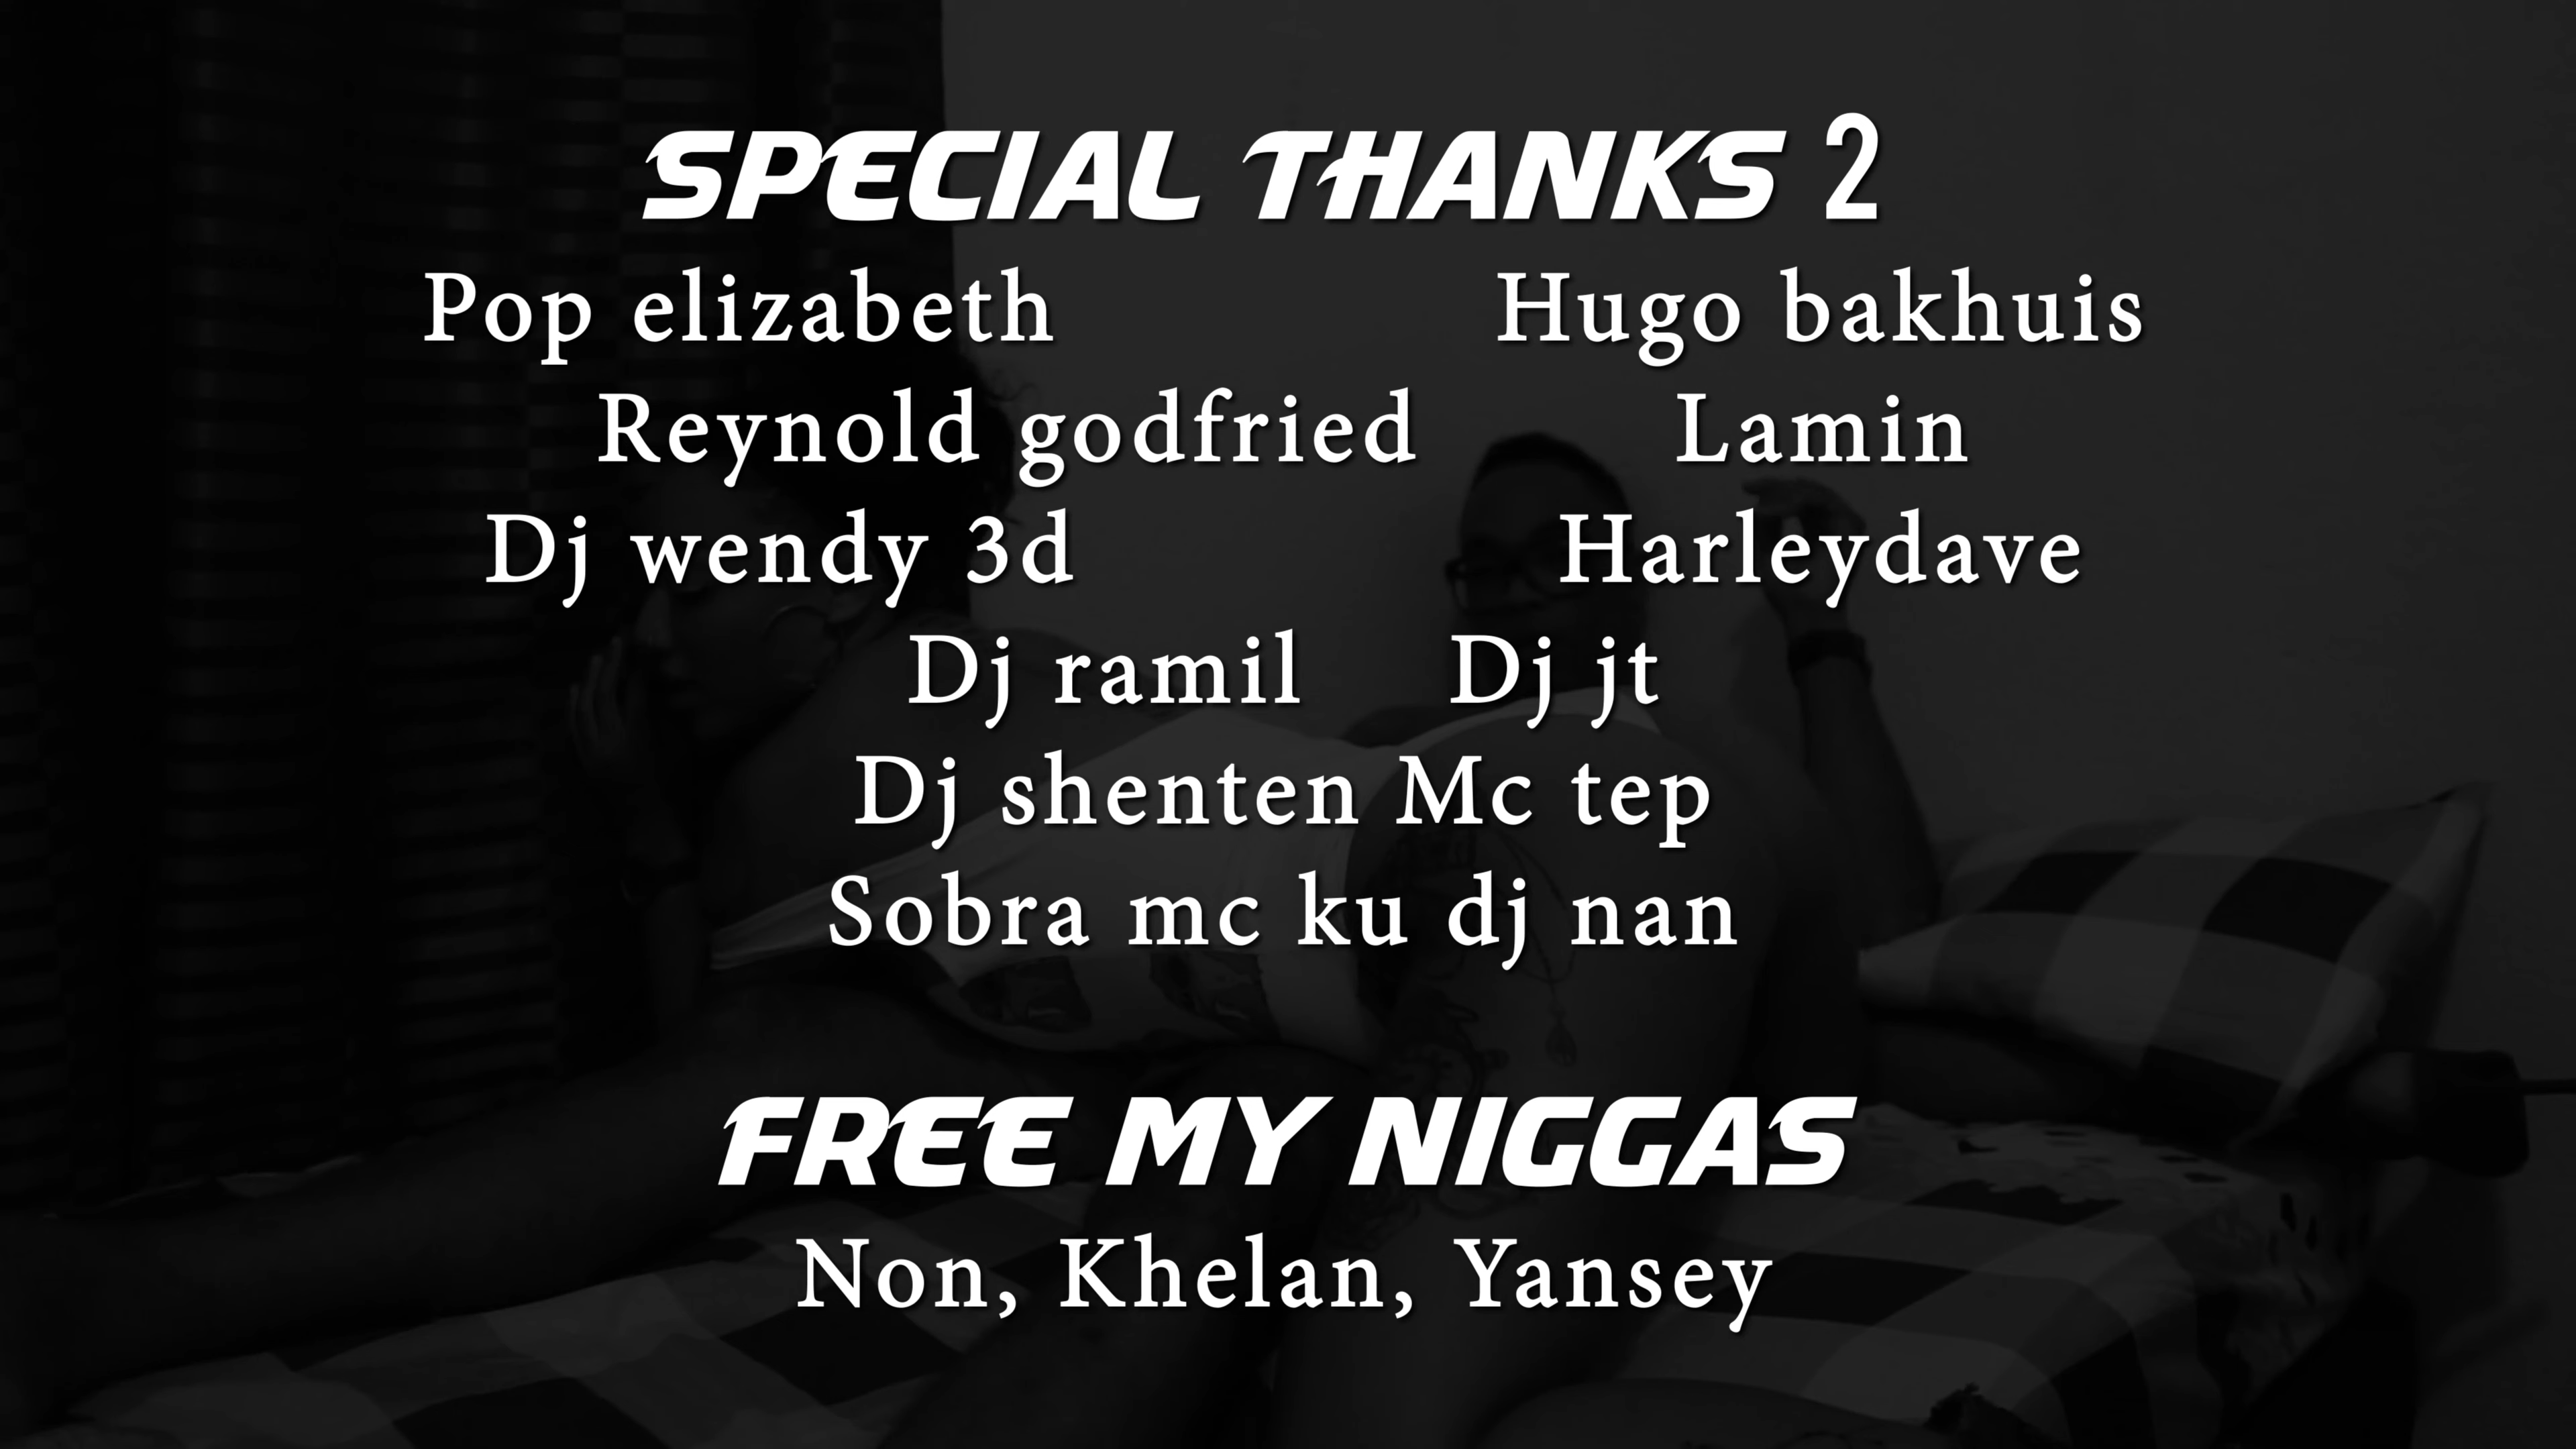 SPECIAL THANKS 2
Pop elizabeth Hugo bakhuis
Reynold godfried Lamin
Dj wendy 3d Harleydave
Dj ramil Dj jt
Dj shenten Mc tep
Sobra mc ku dj nan
FREE MY NIGGAS
Non, Khelan, Yansey